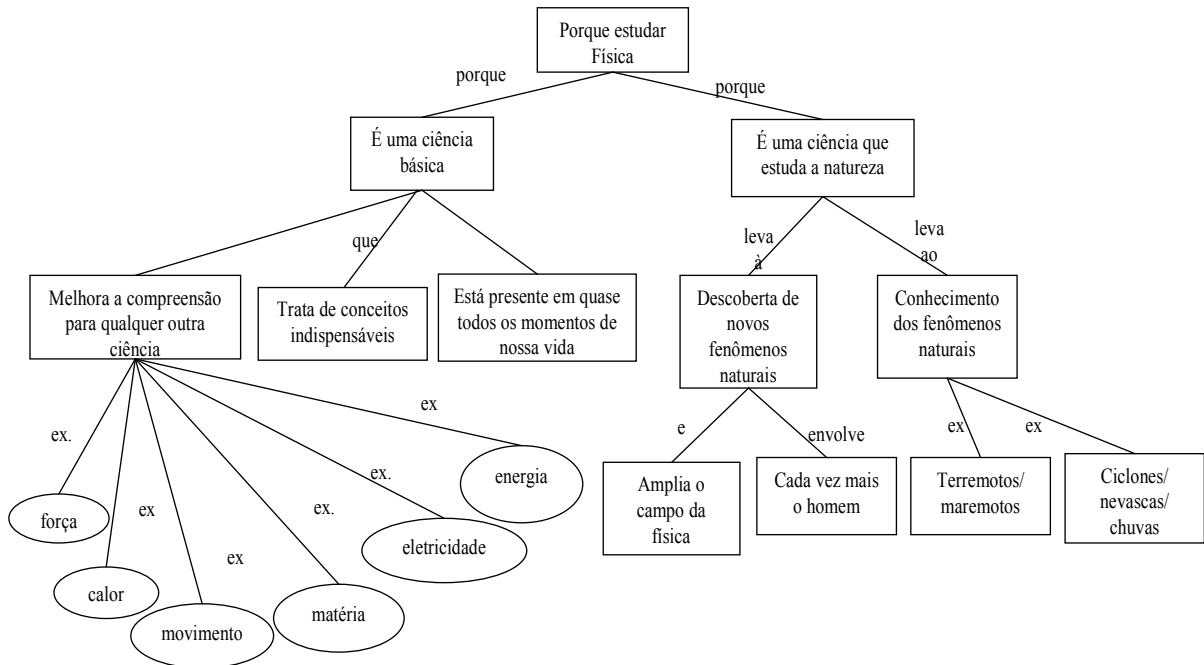 Porque estudar
Física
porque
porque
É uma ciência
básica
É uma ciência que
estuda a natureza
que
leva
à
leva
ao
Melhora a compreensão
para qualquer outra
ciência
Trata de conceitos
indispensáveis
Está presente em quase
todos os momentos de
nossa vida
Descoberta de
novos
fenômenos
naturais
Conhecimento
dos fenômenos
naturais
ex.
ex
ex
ex.
ex.
ex
e
envolve
ex
ex
força
calor
movimento
matéria
eletricidade
energia
Amplia o
campo da
física
Cada vez mais
o homem
Terremotos/
maremotos
Ciclones/
nevascas/
chuvas